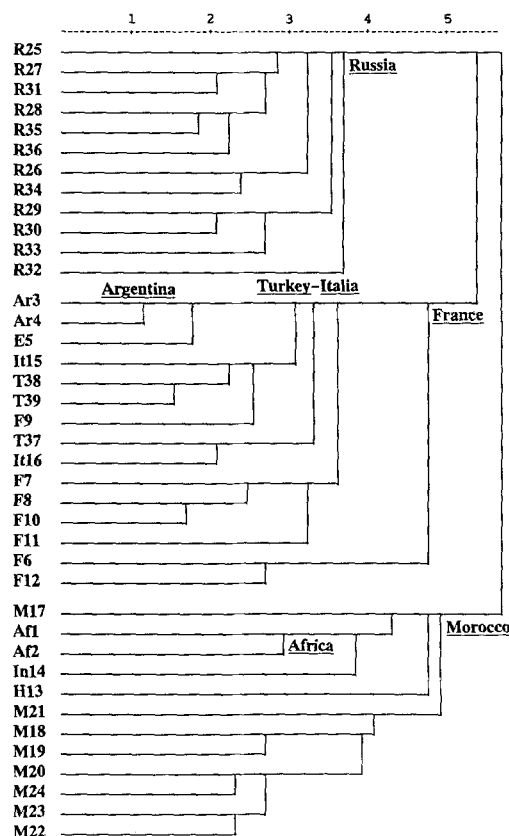 1 2 3 4 5
R25
R27 Russia
R31
R28
R35
R36
R26
R34
R29
R30
R33
R32
Argentina Turkey-Italia
Ar3
Ar4 France
E5
It15
T38
T39
F9
T37
It16
F7
F8
F10
F11
F6
F12
M17
Af1 Morocco
Af2 Africa
In14
H13
M21
M18
M19
M20
M24
M23
M22